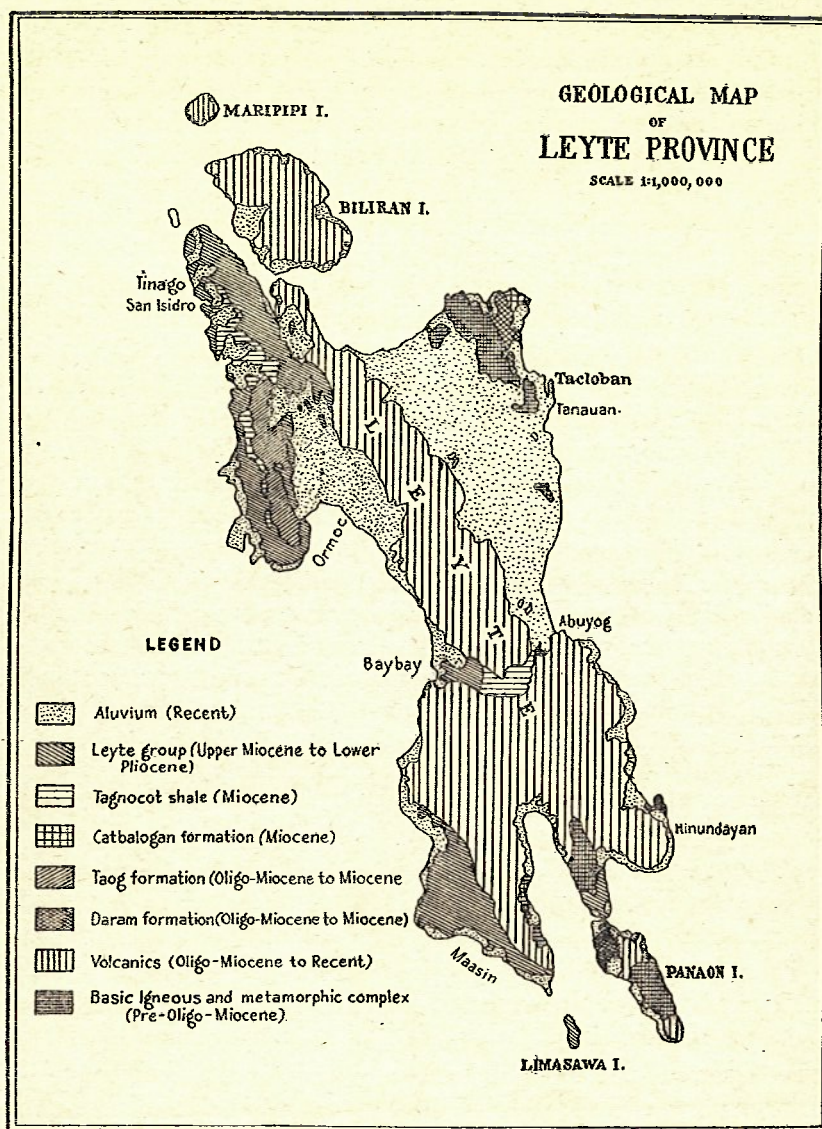 GEOLOGICAL MAP
OF
LEYTE PROVINCE
SCALE 1:1,000,000
MARIPIPI I.
BILIRAN I.
Tinago
San Isidro
Tacloban
Tanauan
LEYTE
Ormoc
Abuyog
Baybay
Hinundayan
Maasin
PANAON I.
LIMASAWA I.
LEGEND
Aluvium (Recent)
Leyte group (Upper Miocene to Lower
Pliocene)
Tagnocot shale (Miocene)
Catbalogan formation (Miocene)
Taog formation (Oligo-Miocene to Miocene
Daram formation (Oligo-Miocene to Miocene)
Volcanics (Oligo-Miocene to Recent)
Basic Igneous and metamorphic complex
(Pre-Oligo-Miocene).